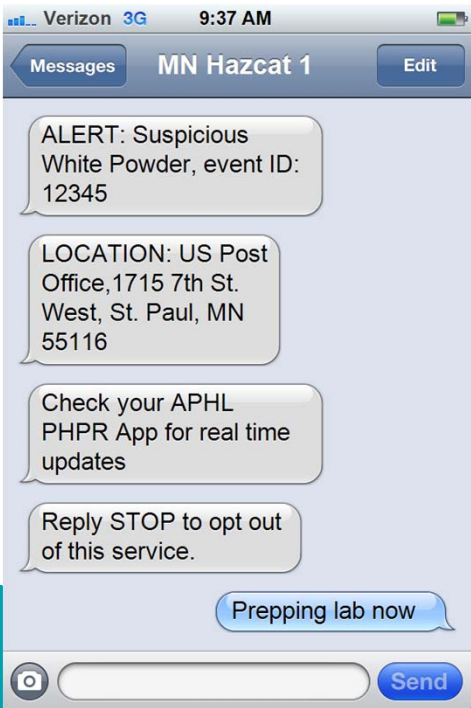 Verizon 3G 9:37 AM
Messages MN Hazcat 1 Edit
ALERT: Suspicious
White Powder, event ID:
12345
LOCATION: US Post
Office,1715 7th St.
West, St. Paul, MN
55116
Check your APHL
PHPR App for real time
updates
Reply STOP to opt out
of this service.
Prepping lab now
Send